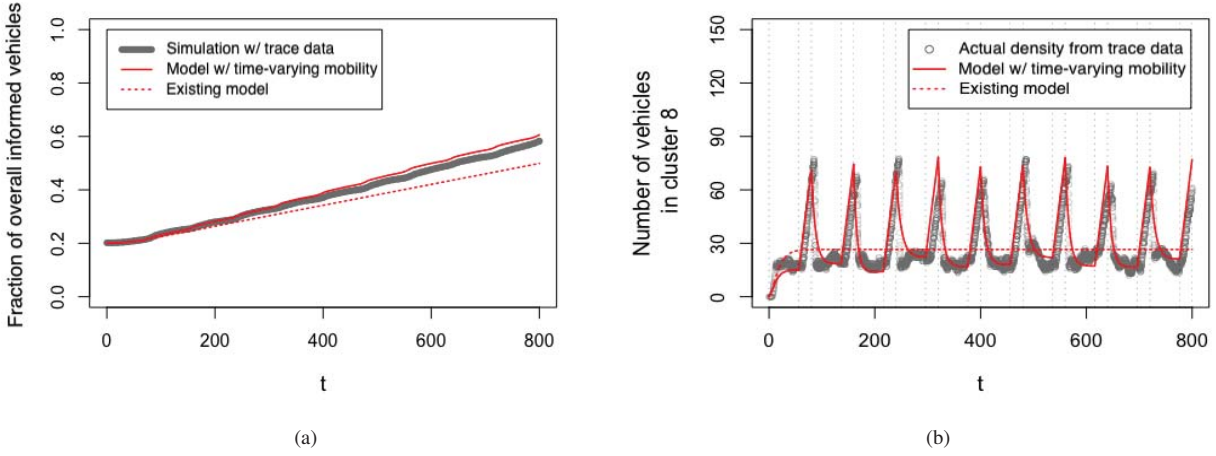 Fraction of overall informed vehicles
1.0
0.8
0.6
0.4
0.2
0.0
Simulation w/ trace data
Model w/ time-varying mobility
Existing model
0 200 400 600 800
t
(a)
Number of vehicles
in cluster 8
150
120
90
60
30
0
Actual density from trace data
Model w/ time-varying mobility
Existing model
0 200 400 600 800
t
(b)